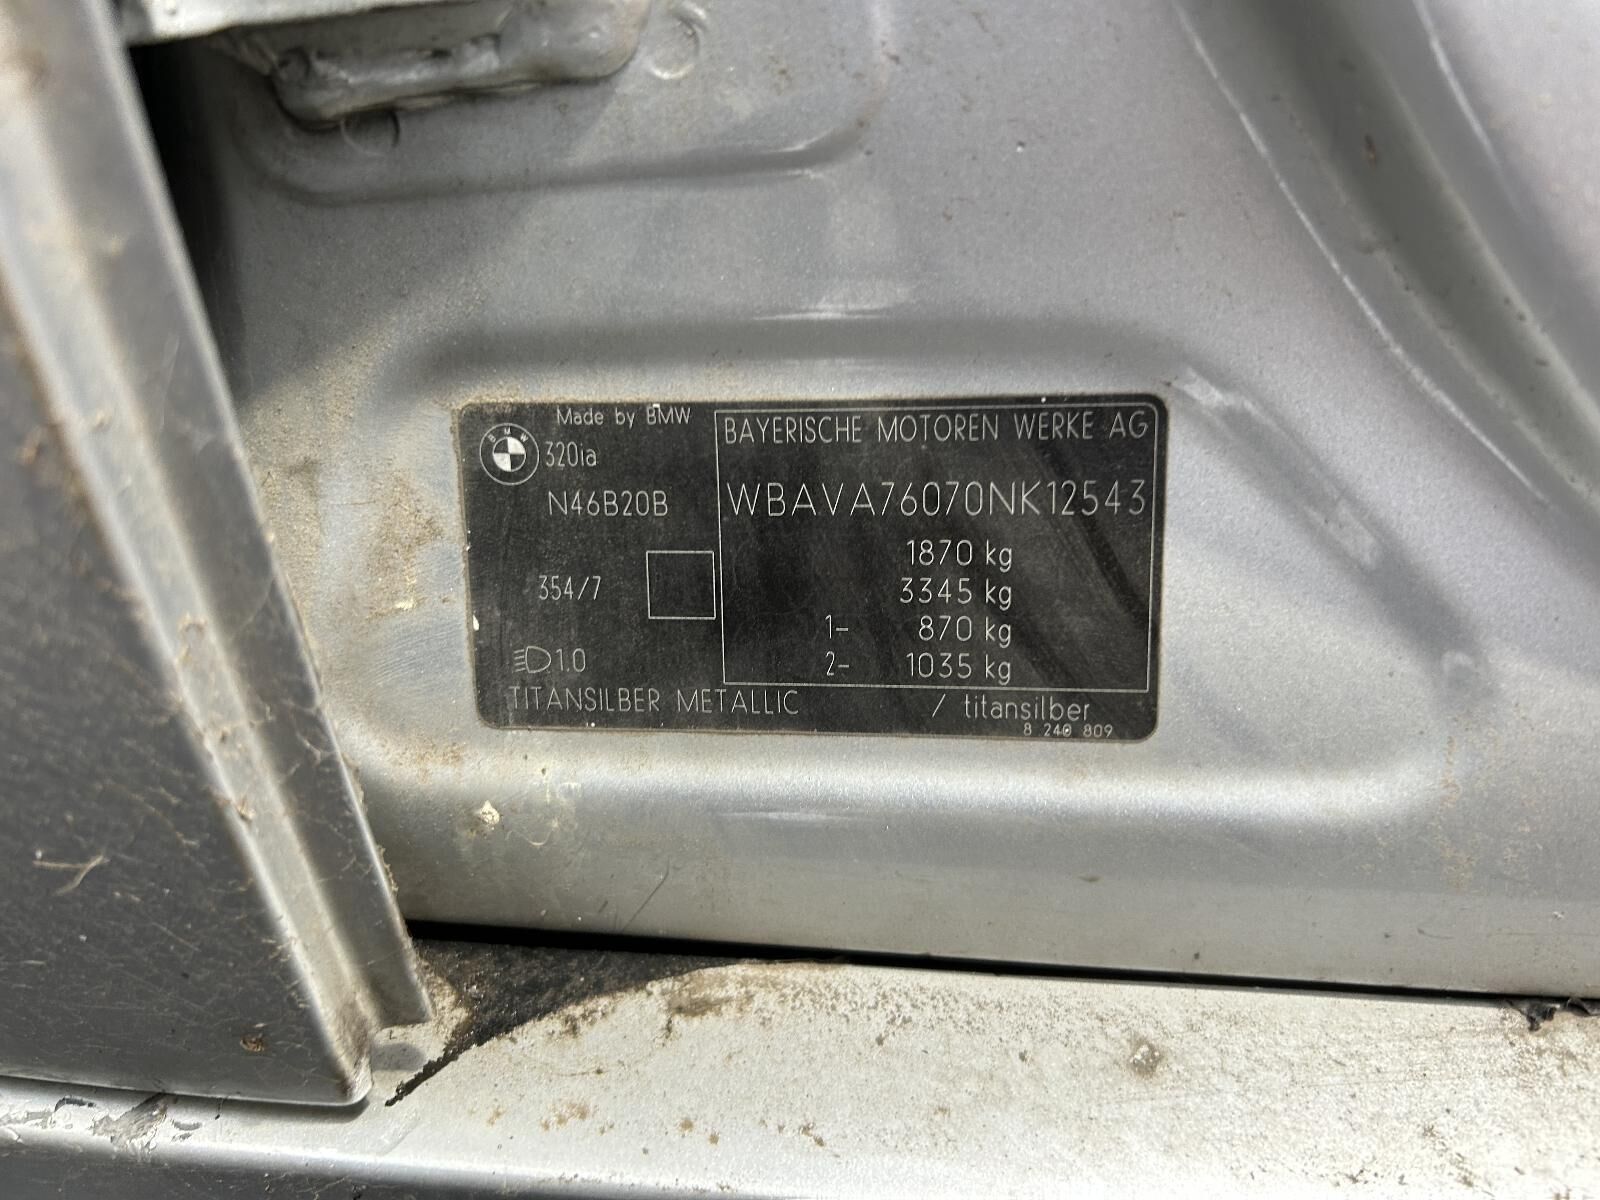 Made by BMW
BMW
320ia
N46B20B
354/7
1.0
BAYERISCHE MOTOREN WERKE AG
WBAVA76070NK12543
1870 kg
3345 kg
1- 870 kg
2- 1035 kg
TITANSILBER METALLIC / titansilber
8 240 809